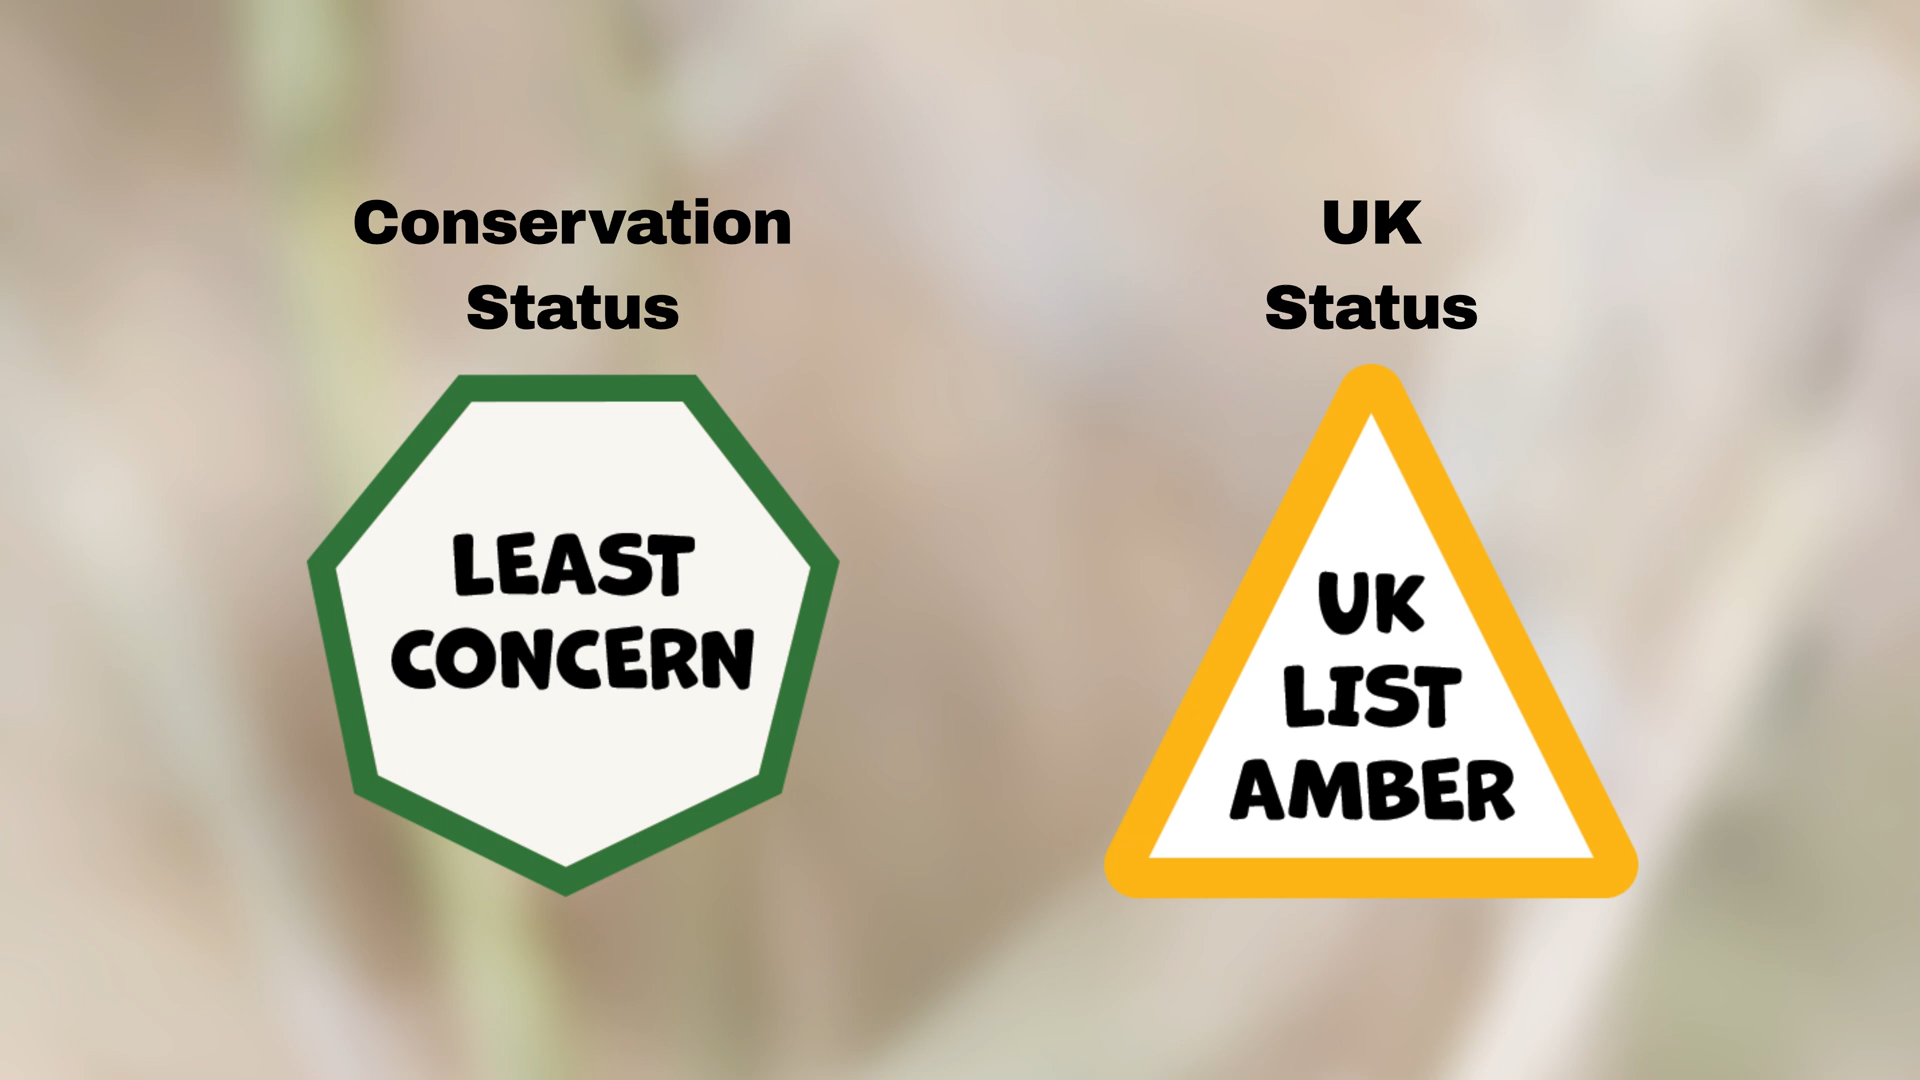 Conservation
Status
LEAST
CONCERN
UK
Status
UK
LIST
AMBER